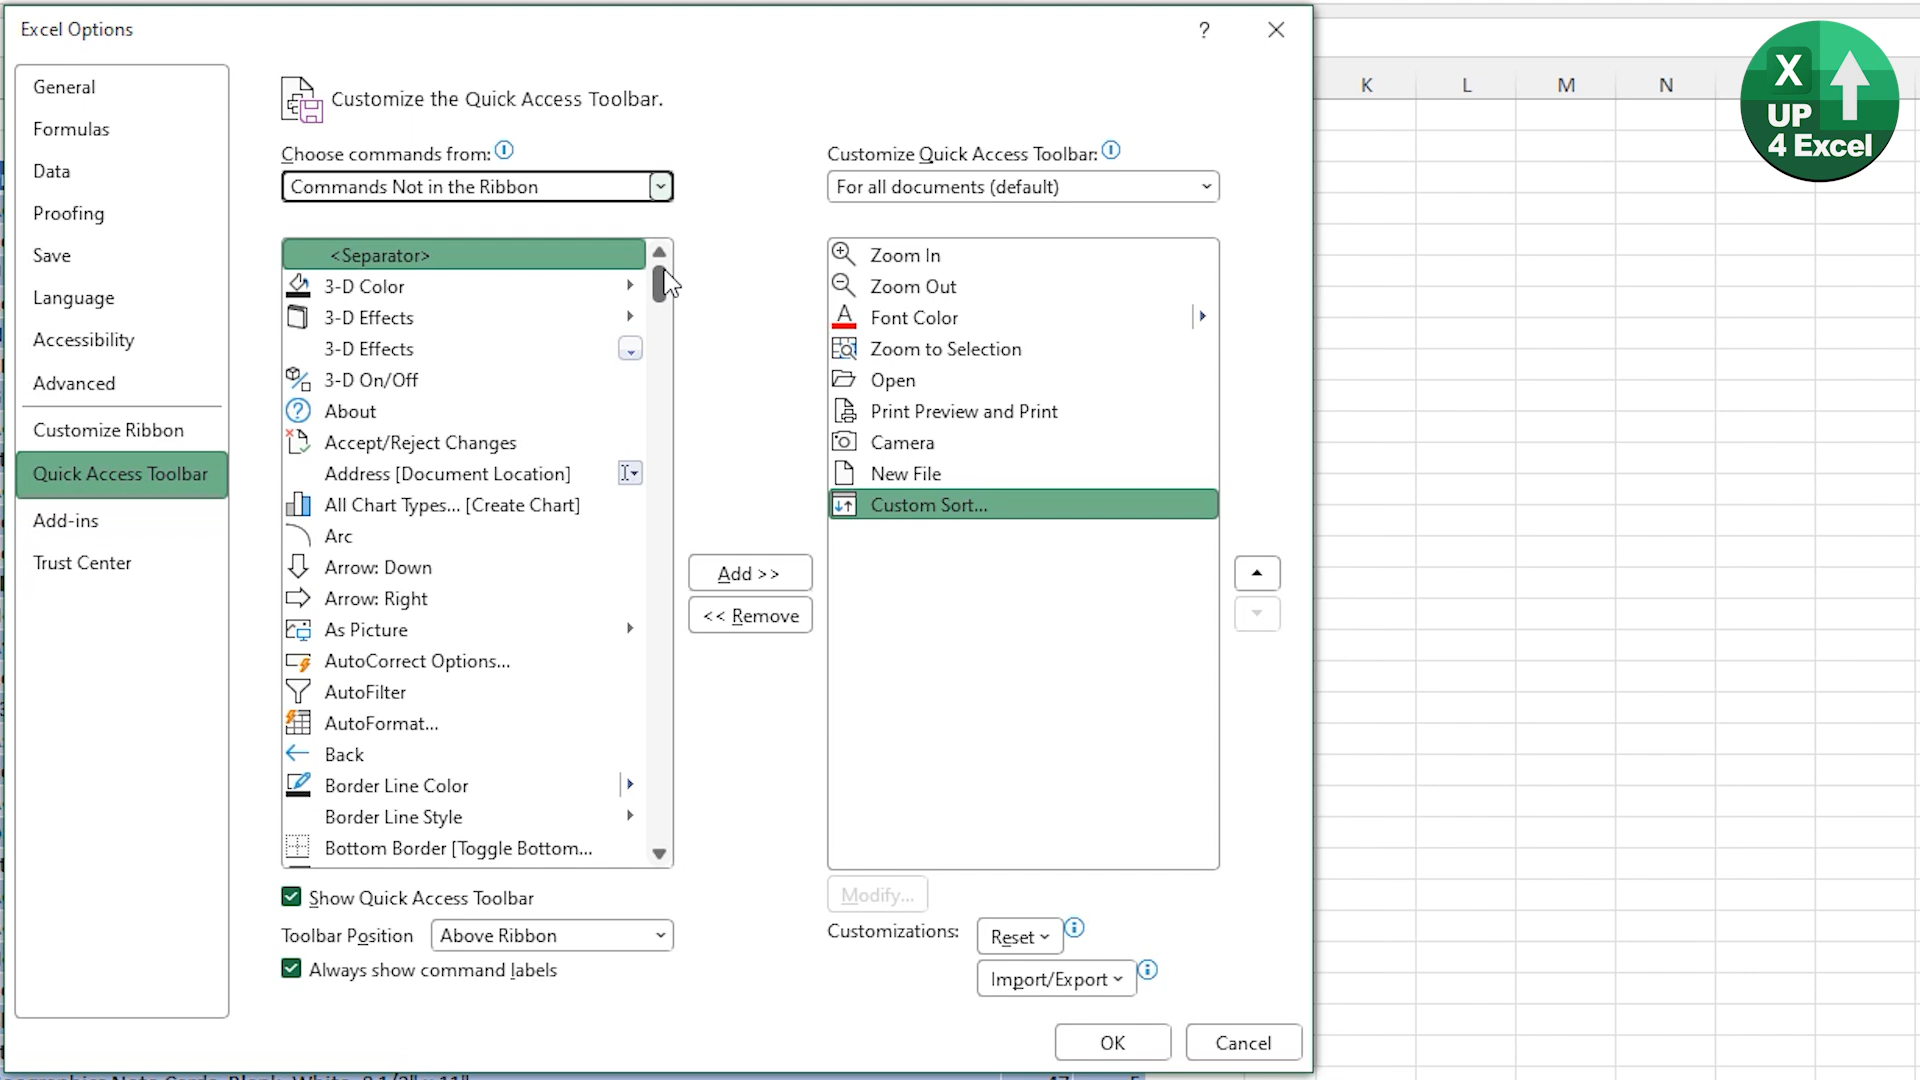 Excel Options
?
General
Formulas
Data
Proofing
Save
Language
Accessibility
Advanced
Customize Ribbon
Quick Access Toolbar
Add-ins
Trust Center
Customize the Quick Access Toolbar.
Choose commands from:
Commands Not in the Ribbon
<Separator>
3-D Color
3-D Effects
3-D Effects
3-D On/Off
About
Accept/Reject Changes
Address [Document Location]
All Chart Types... [Create Chart]
Arc
Arrow: Down
Arrow: Right
As Picture
AutoCorrect Options...
AutoFilter
AutoFormat...
Back
Border Line Color
Border Line Style
Bottom Border [Toggle Bottom...
Show Quick Access Toolbar
Toolbar Position Above Ribbon
Always show command labels
Add >>
<< Remove
Customize Quick Access Toolbar:
For all documents (default)
Zoom In
Zoom Out
Font Color
Zoom to Selection
Open
Print Preview and Print
Camera
New File
Custom Sort...
Modify...
Customizations: Reset
Import/Export
OK Cancel
K L M N
X
UP
4 Excel